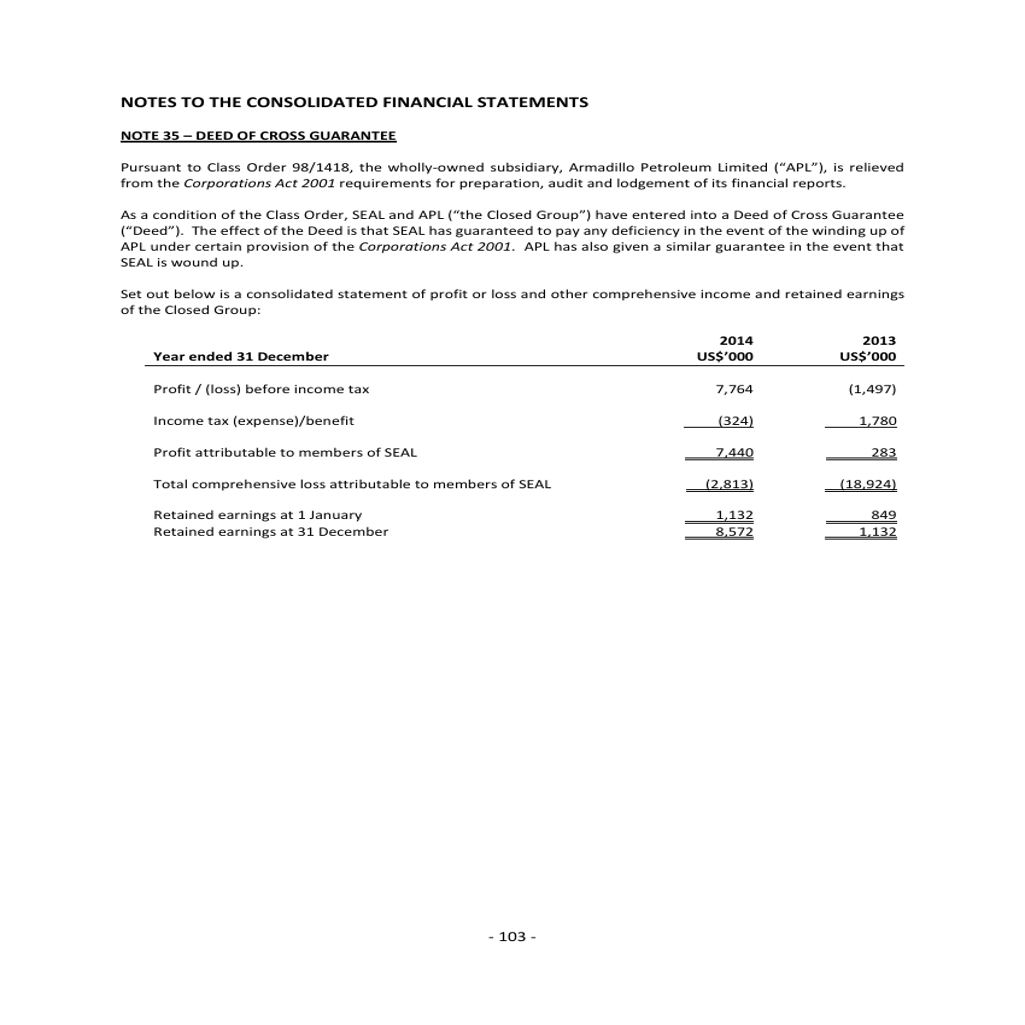 NOTES TO THE CONSOLIDATED FINANCIAL STATEMENTS
NOTE 35 – DEED OF CROSS GUARANTEE
Pursuant to Class Order 98/1418, the wholly-owned subsidiary, Armadillo Petroleum Limited (“APL”), is relieved
from the Corporations Act 2001 requirements for preparation, audit and lodgement of its financial reports.
As a condition of the Class Order, SEAL and APL (“the Closed Group”) have entered into a Deed of Cross Guarantee
(“Deed”). The effect of the Deed is that SEAL has guaranteed to pay any deficiency in the event of the winding up of
APL under certain provision of the Corporations Act 2001. APL has also given a similar guarantee in the event that
SEAL is wound up.
Set out below is a consolidated statement of profit or loss and other comprehensive income and retained earnings
of the Closed Group:
2014 2013
Year ended 31 December US$’000 US$’000
Profit / (loss) before income tax 7,764 (1,497)
Income tax (expense)/benefit (324) 1,780
Profit attributable to members of SEAL 7,440 283
Total comprehensive loss attributable to members of SEAL (2,813) (18,924)
Retained earnings at 1 January 1,132 849
Retained earnings at 31 December 8,572 1,132
- 103 -